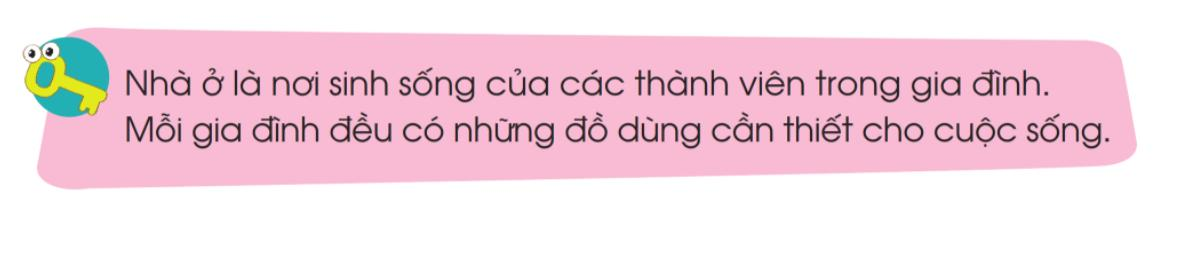 Nhà ở là nơi sinh sống của các thành viên trong gia đình.
Mỗi gia đình đều có những đồ dùng cần thiết cho cuộc sống.